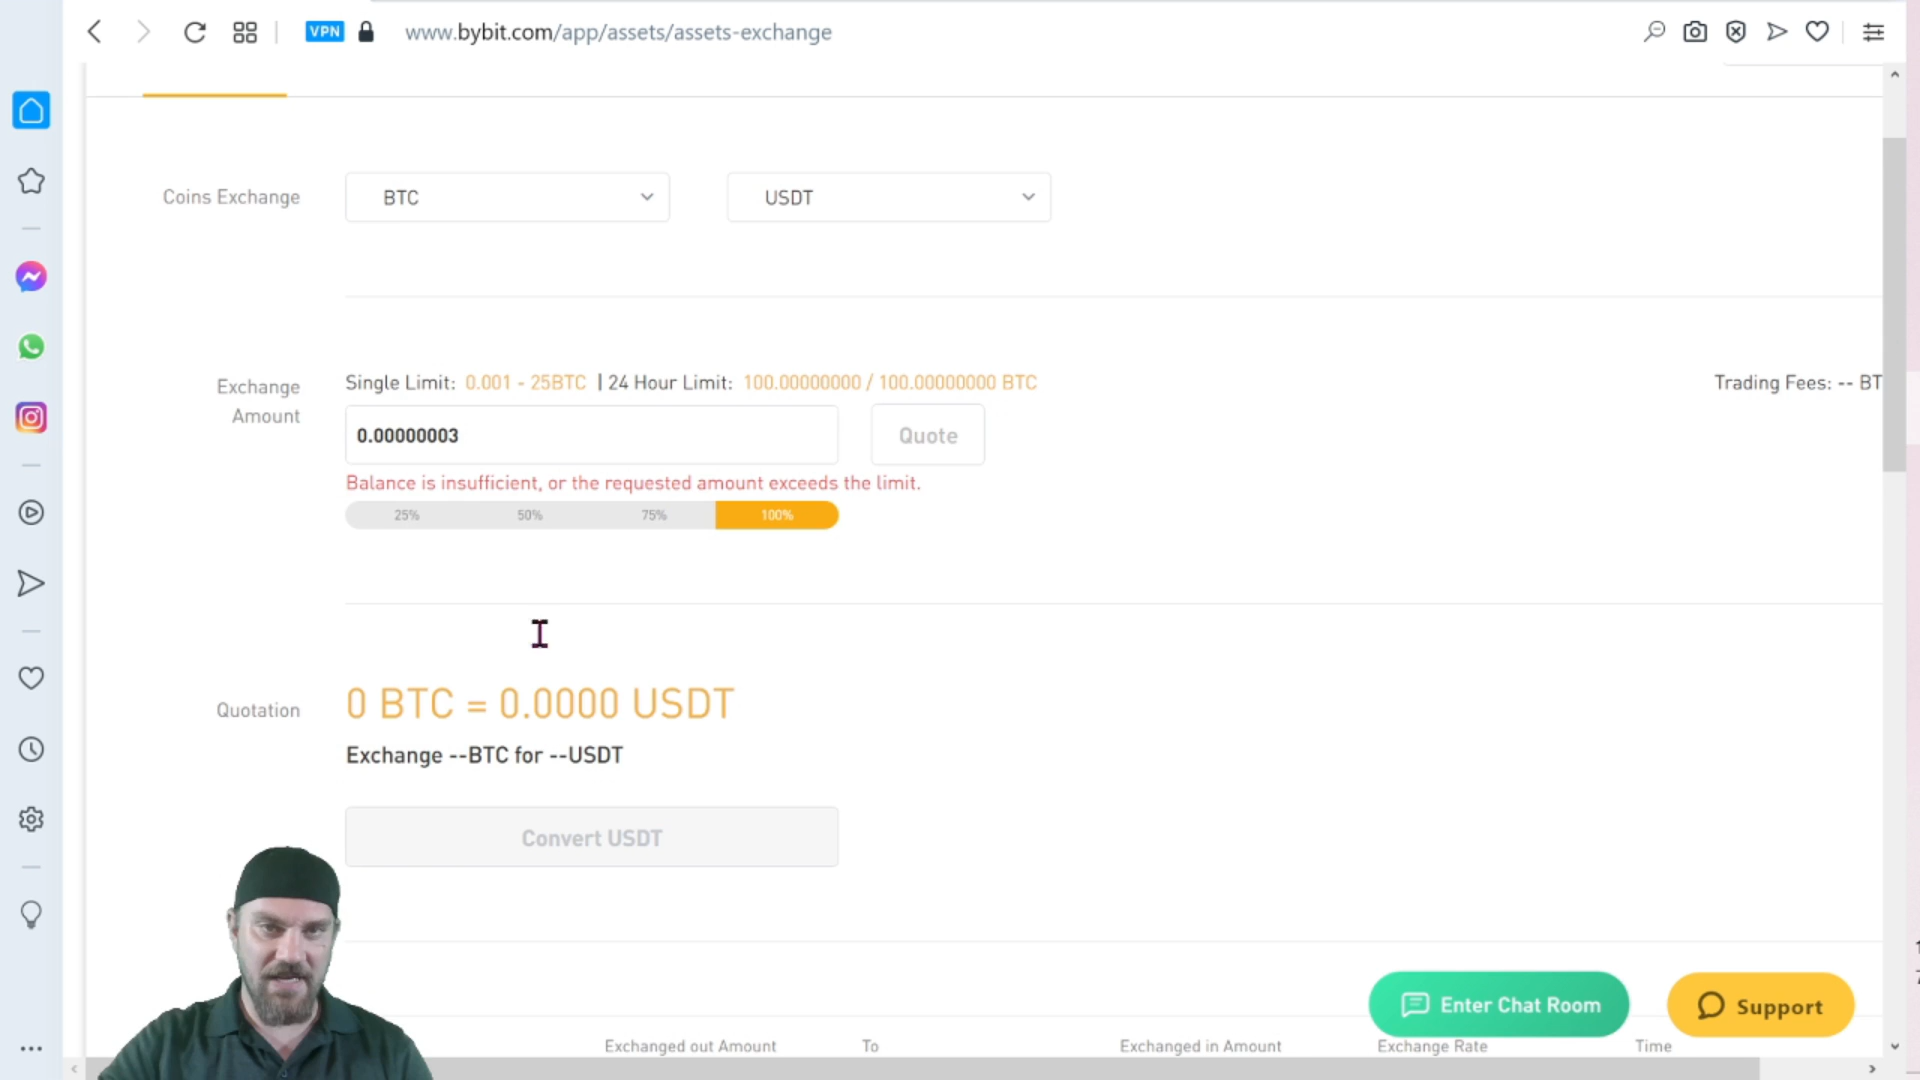 VPN www.bybit.com/app/assets/assets-exchange
Coins Exchange BTC USDT
Exchange Amount
Single Limit: 0.001 - 25BTC | 24 Hour Limit: 100.00000000 / 100.00000000 BTC
Trading Fees: -- BT
0.00000003 Quote
Balance is insufficient, or the requested amount exceeds the limit.
25% 50% 75% 100%
Quotation 0 BTC = 0.0000 USDT
Exchange --BTC for --USDT
Convert USDT
Enter Chat Room Support
Exchanged out Amount To Exchanged in Amount Exchange Rate Time